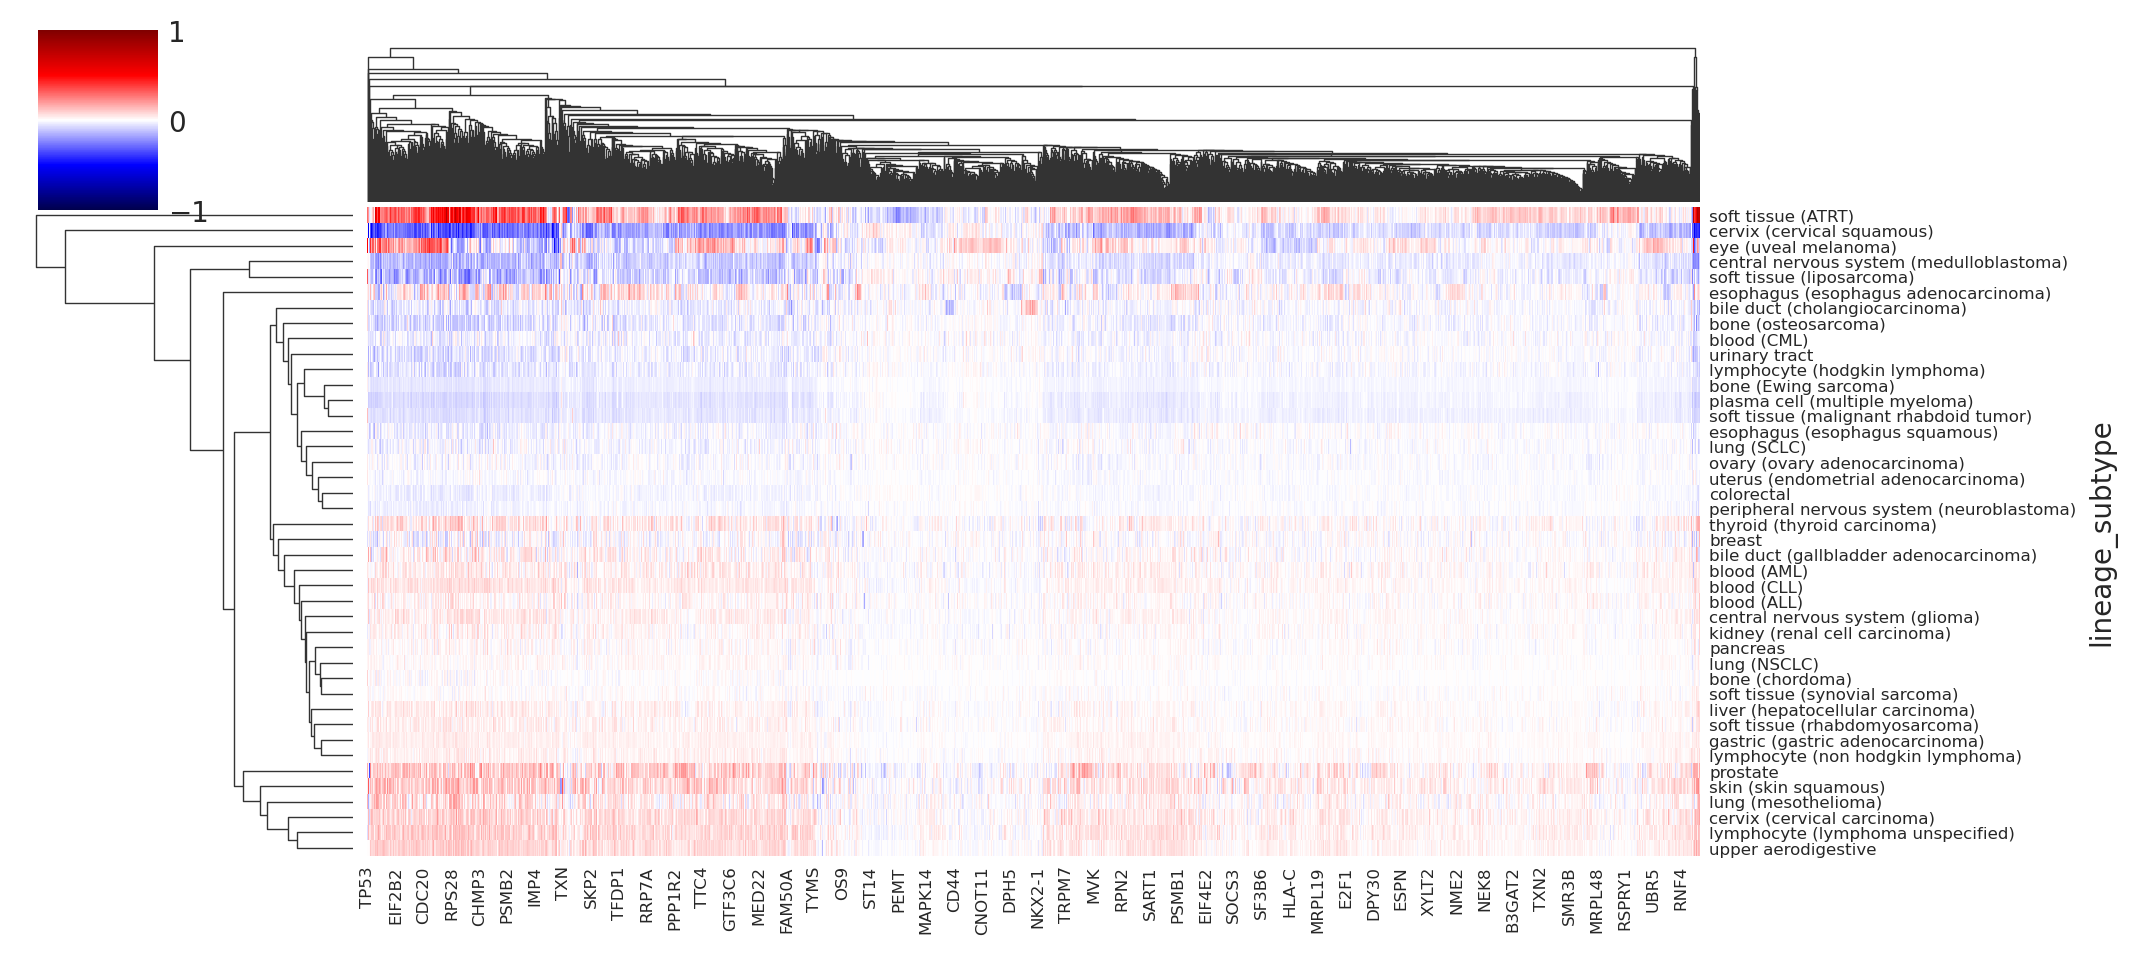 1
0
−1
soft tissue (ATRT)
cervix (cervical squamous)
eye (uveal melanoma)
central nervous system (medulloblastoma)
soft tissue (liposarcoma)
esophagus (esophagus adenocarcinoma)
bile duct (cholangiocarcinoma)
bone (osteosarcoma)
blood (CML)
urinary tract
lymphocyte (hodgkin lymphoma)
bone (Ewing sarcoma)
plasma cell (multiple myeloma)
soft tissue (malignant rhabdoid tumor)
esophagus (esophagus squamous)
lung (SCLC)
ovary (ovary adenocarcinoma)
uterus (endometrial adenocarcinoma)
colorectal
peripheral nervous system (neuroblastoma)
thyroid (thyroid carcinoma)
breast
bile duct (gallbladder adenocarcinoma)
blood (AML)
blood (CLL)
blood (ALL)
central nervous system (glioma)
kidney (renal cell carcinoma)
pancreas
lung (NSCLC)
bone (chordoma)
soft tissue (synovial sarcoma)
liver (hepatocellular carcinoma)
soft tissue (rhabdomyosarcoma)
gastric (gastric adenocarcinoma)
lymphocyte (non hodgkin lymphoma)
prostate
skin (skin squamous)
lung (mesothelioma)
cervix (cervical carcinoma)
lymphocyte (lymphoma unspecified)
upper aerodigestive
lineage_subtype
TP53
EIF2B2
CDC20
RPS28
CHMP3
PSMB2
IMP4
TXN
SKP2
TFDP1
RRP7A
PPP1R2
TTC4
GTF3C6
MED22
FAM50A
TYMS
OS9
ST14
PEMT
MAPK14
CD44
CNOT11
DPH5
NKX2-1
TRPM7
MVK
RPN2
SART1
PSMB1
EIF4E2
SOCS3
SF3B6
HLA-C
MRPL19
E2F1
DPY30
ESPN
XYLT2
NME2
NEK8
B3GAT2
TXN2
SMR3B
MRPL48
RSPRY1
UBR5
RNF4